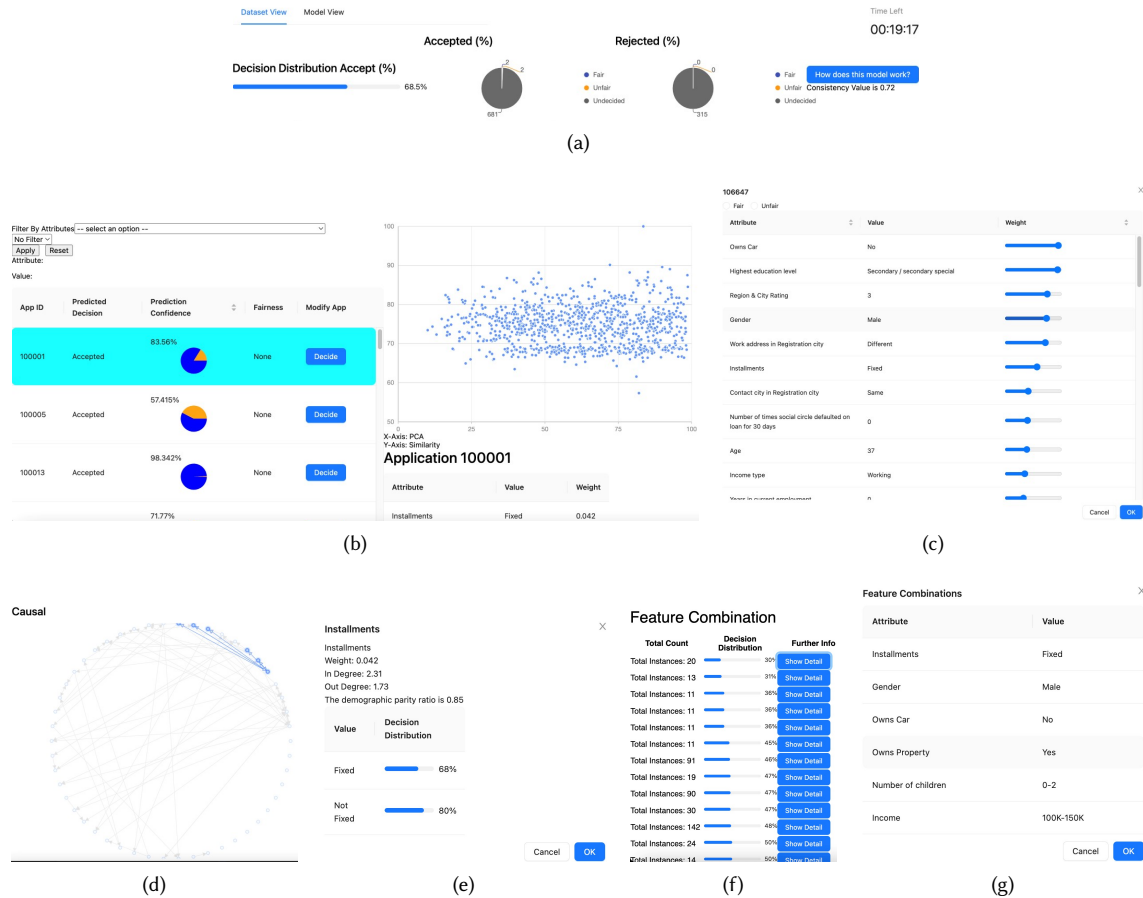 Dataset View Model View
Time Left
00:19:17
Accepted (%) Rejected (%)
Decision Distribution Accept (%)
68.5%
2
2
681
Fair
Unfair
Undecided
0
0
315
Fair
Unfair
Undecided
How does this model work?
Consistency Value is 0.72
(a)
Filter By Attributes -- select an option --
No Filter
Apply Reset
Attribute:
Value:
App ID Predicted Decision Prediction Confidence Fairness Modify App
100001 Accepted 83.56% None Decide
100005 Accepted 57.415% None Decide
100013 Accepted 98.342% None Decide
71.77%
100
90
80
70
60
50
0 25 50 75 100
X-Axis: PCA
Y-Axis: Similarity
Application 100001
Attribute Value Weight
Installments Fixed 0.042
(b)
106647 X
Fair Unfair
Attribute Value Weight
Owns Car No
Highest education level Secondary / secondary special
Region & City Rating 3
Gender Male
Work address in Registration city Different
Installments Fixed
Contact city in Registration city Same
Number of times social circle defaulted on
loan for 30 days 0
Age 37
Income type Working
Years in current employment 0
Cancel OK
(c)
Causal
(d)
Installments X
Installments
Weight: 0.042
In Degree: 2.31
Out Degree: 1.73
The demographic parity ratio is 0.85
Value Decision Distribution
Fixed 68%
Not Fixed 80%
Cancel OK
(e)
Feature Combination
Total Count Decision Distribution Further Info
Total Instances: 20 30% Show Detail
Total Instances: 13 31% Show Detail
Total Instances: 11 36% Show Detail
Total Instances: 11 36% Show Detail
Total Instances: 11 36% Show Detail
Total Instances: 11 45% Show Detail
Total Instances: 91 46% Show Detail
Total Instances: 19 47% Show Detail
Total Instances: 90 47% Show Detail
Total Instances: 30 47% Show Detail
Total Instances: 142 48% Show Detail
Total Instances: 24 50% Show Detail
Total Instances: 14 50% Show Detail
(f)
Feature Combinations X
Attribute Value
Installments Fixed
Gender Male
Owns Car No
Owns Property Yes
Number of children 0-2
Income 100K-150K
Cancel OK
(g)